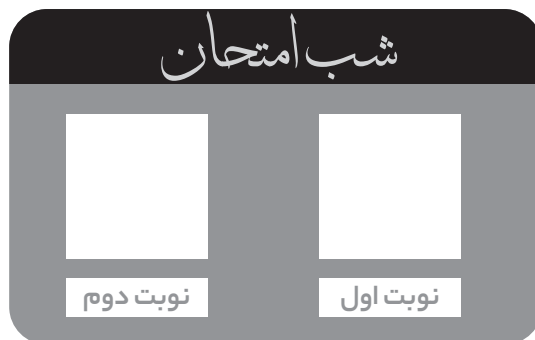 شب امتحان
نوبت اول
نوبت دوم